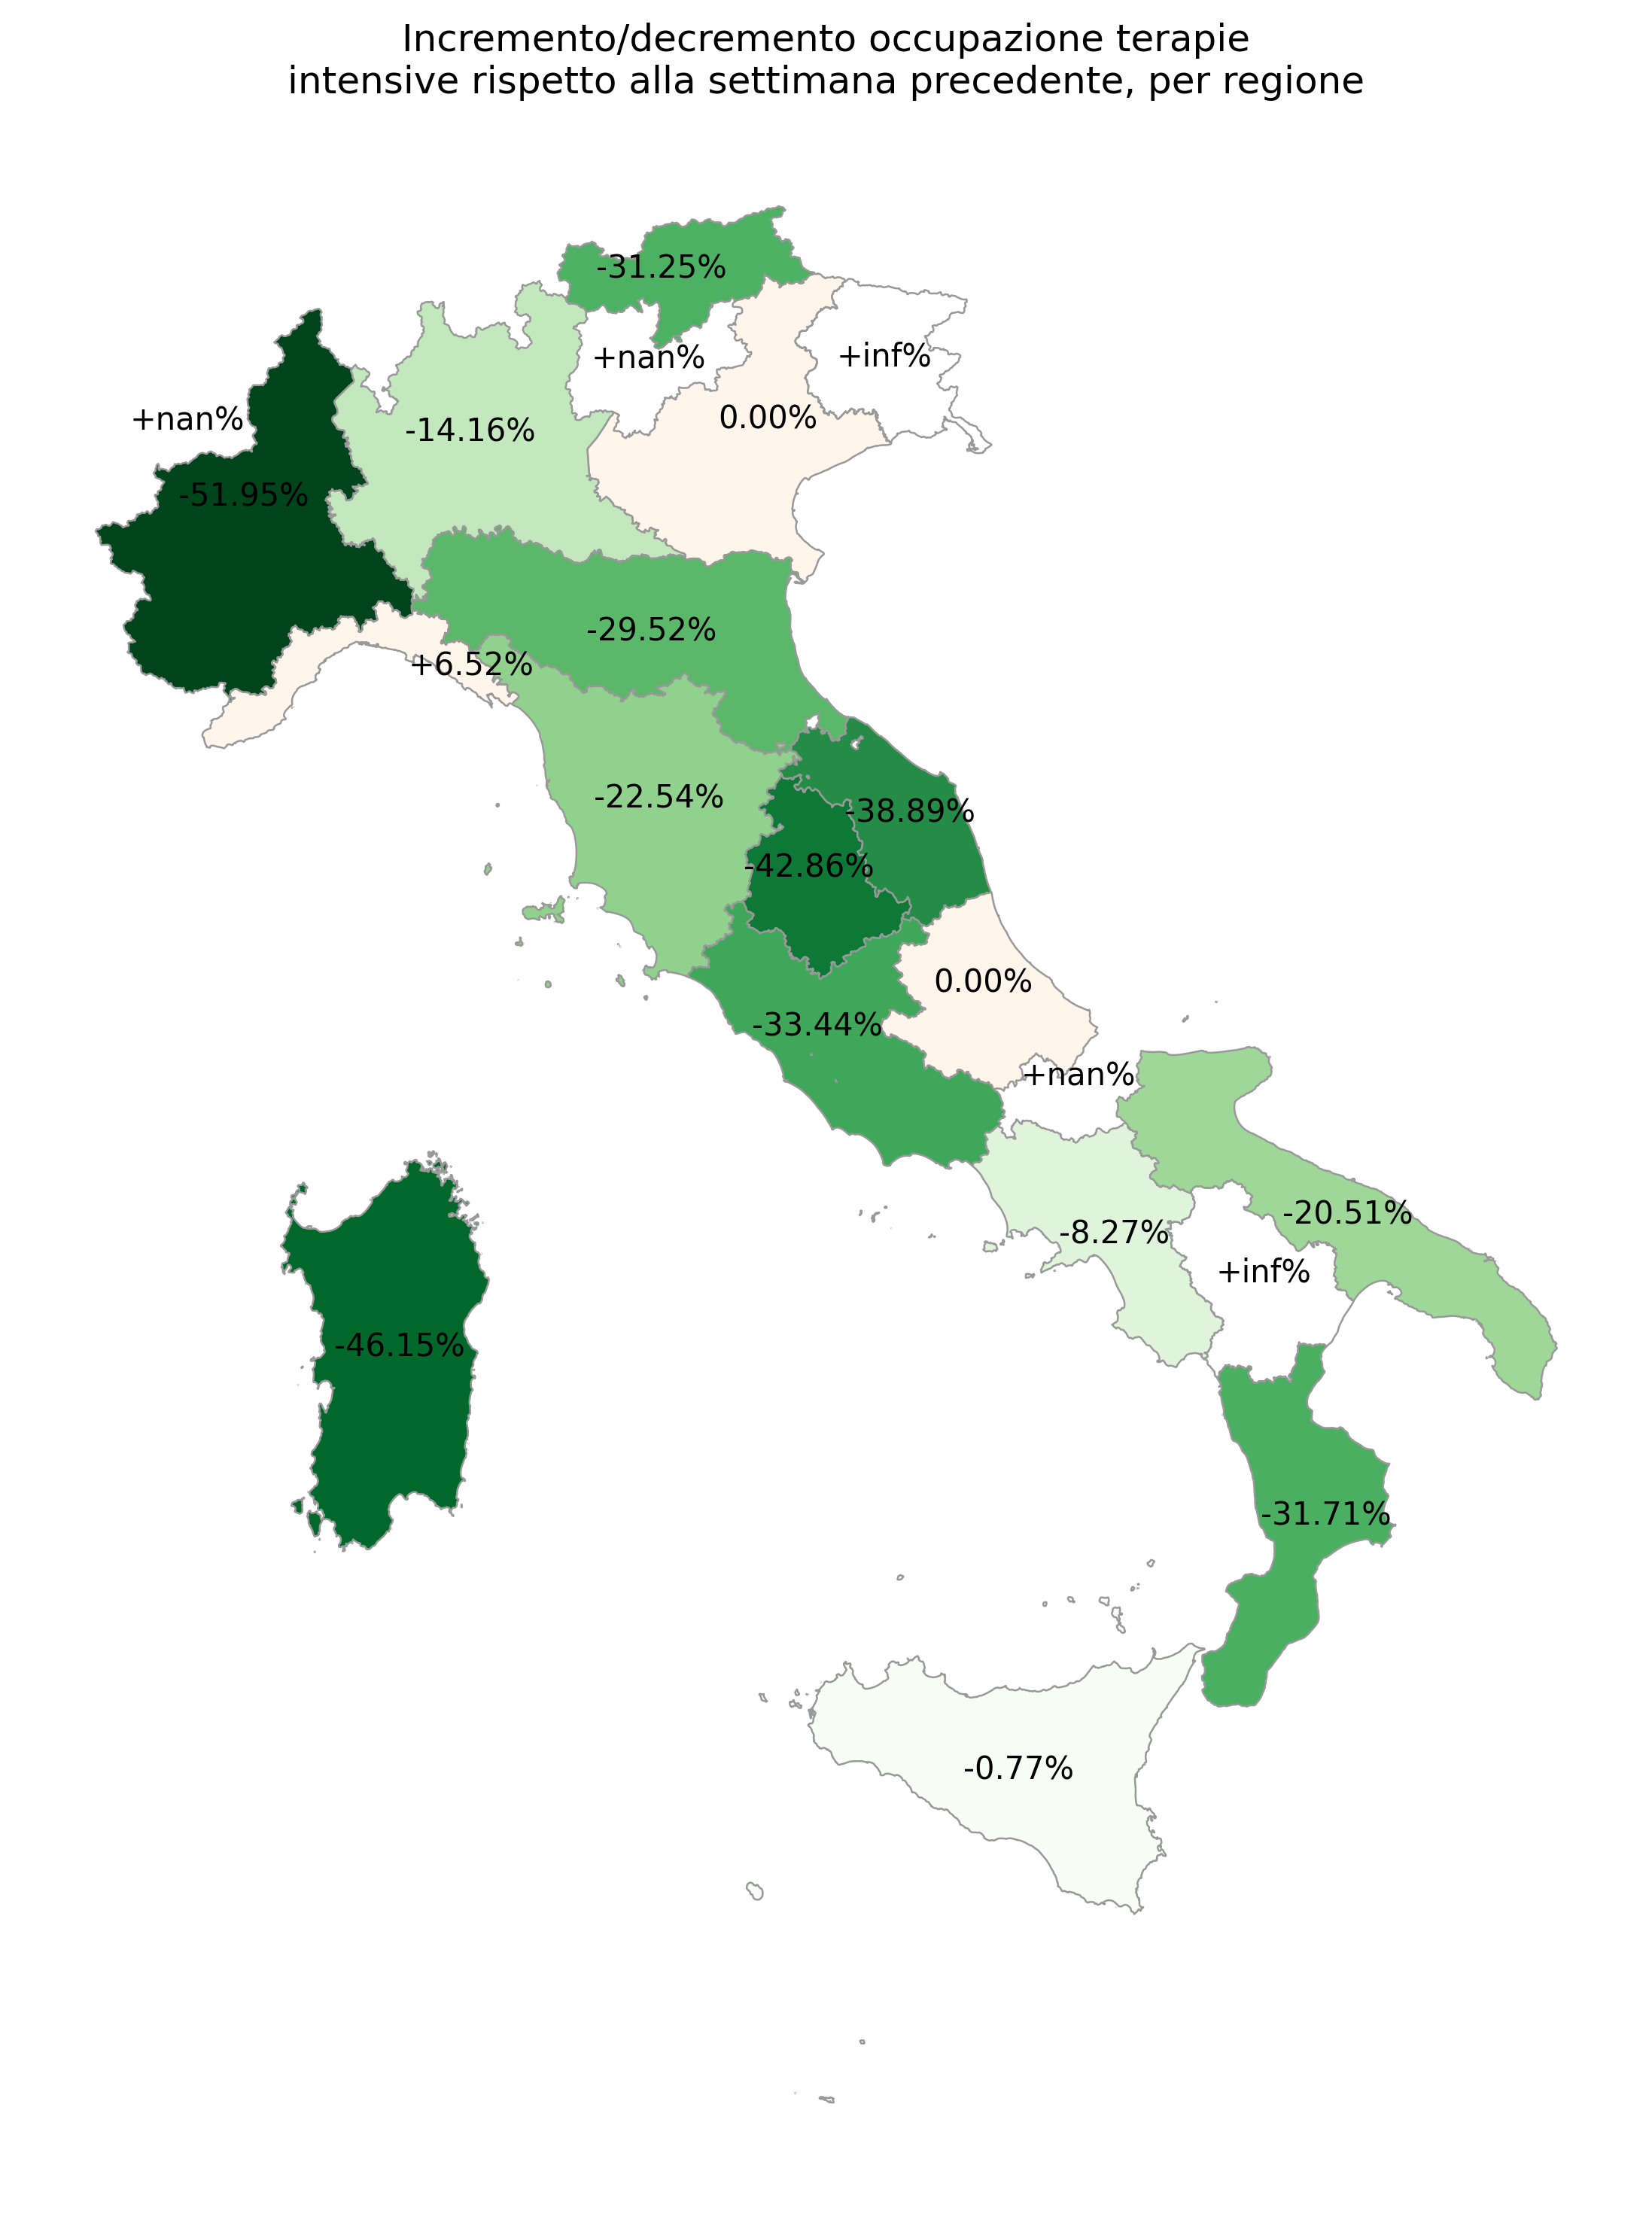 Incremento/decremento occupazione terapie
intensive rispetto alla settimana precedente, per regione
-31.25%
+nan%
+inf%
+nan%
0.00%
-14.16%
-51.95%
-29.52%
+6.52%
-22.54%
-38.89%
-42.86%
0.00%
-33.44%
+nan%
-20.51%
-8.27%
+inf%
-46.15%
-31.71%
-0.77%